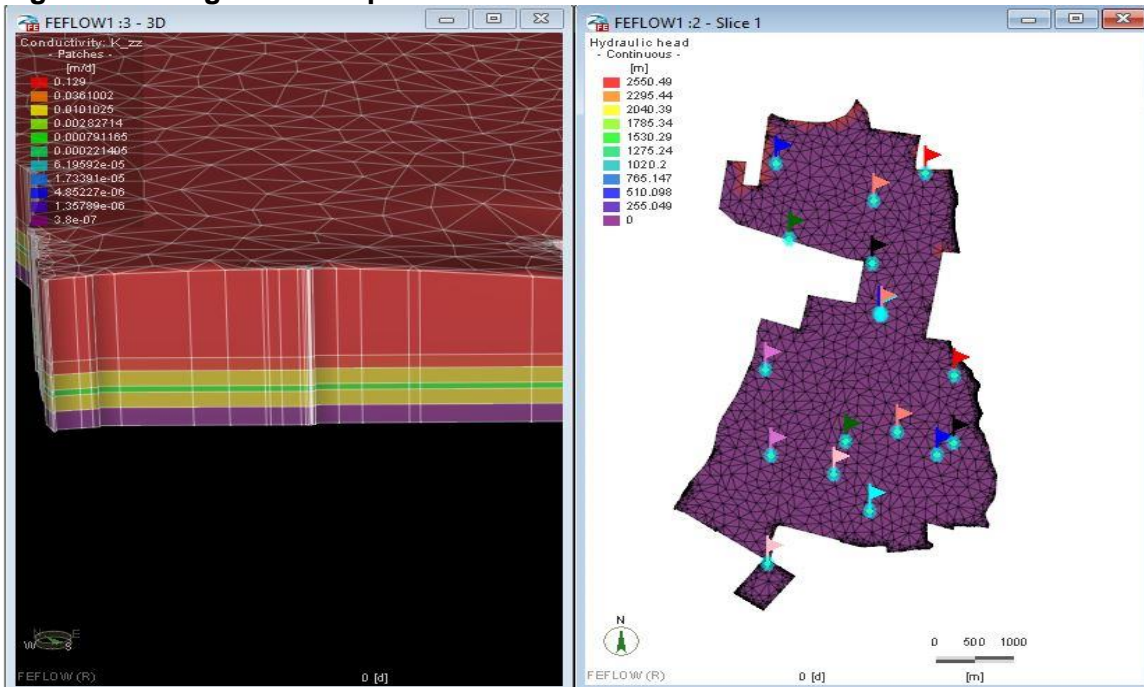 FEFLOW1 :3 - 3D
Conductivity: K_zz
- Patches -
[m/d]
0.129
0.0361002
0.0101025
0.00282714
0.000791165
0.000221405
6.19592e-05
1.73391e-05
4.85227e-06
1.35789e-06
3.8e-07
N E
W S
FEFLOW (R)
0 [d]
FEFLOW1 :2 - Slice 1
Hydraulic head
- Continuous -
[m]
2550.49
2295.44
2040.39
1785.34
1530.29
1275.24
1020.2
765.147
510.098
255.049
0
N
0 500 1000
FEFLOW (R)
0 [d]
[m]